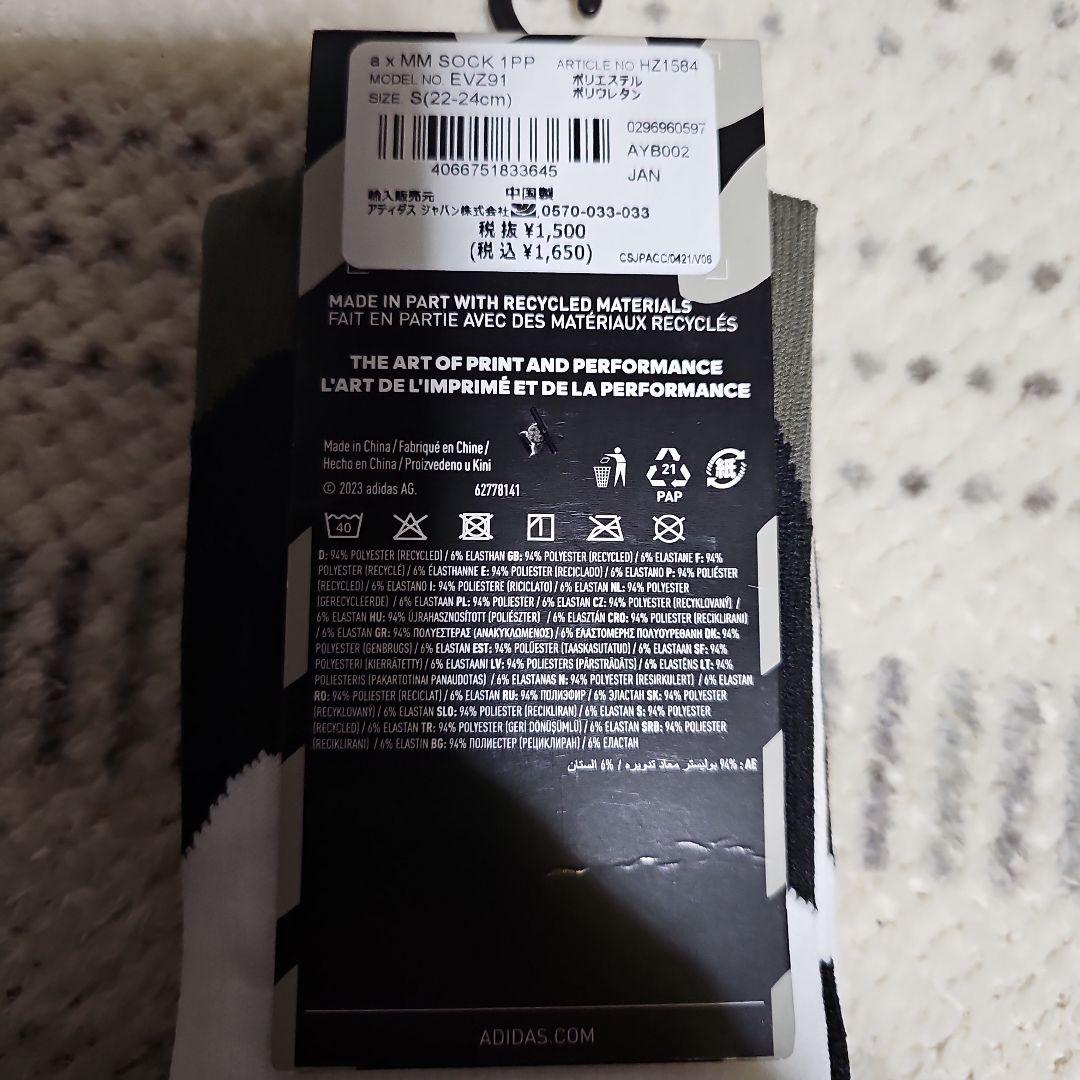 a x MM SOCK 1PP ARTICLE NO HZ1584
MODEL NO. EVZ91 ポリエステル
SIZE S(22-24cm) ポリウレタン
0296960597
AYB002
4066751833645 JAN
輸入販売元 中国製
アディダス ジャパン株式会社 0570-033-033
税 抜 ¥1,500
(税 込 ¥1,650) CSJPACC/0421/V06
MADE IN PART WITH RECYCLED MATERIALS
FAIT EN PARTIE AVEC DES MATÉRIAUX RECYCLÉS
THE ART OF PRINT AND PERFORMANCE
L'ART DE L'IMPRIMÉ ET DE LA PERFORMANCE
Made in China / Fabriqué en Chine /
Hecho en China / Proizvedeno u Kini
© 2023 adidas AG. 62778141
21
PAP
紙
40
D: 94% POLYESTER (RECYCLED) / 6% ELASTHAN GB: 94% POLYESTER (RECYCLED) / 6% ELASTANE F: 94%
POLYESTER (RECYCLÉ) / 6% ÉLASTHANNE E: 94% POLIESTER (RECICLADO) / 6% ELASTANO P: 94% POLIÉSTER
(RECYCLED) / 6% ELASTANO I: 94% POLIESTERE (RICICLATO) / 6% ELASTAN NL: 94% POLYESTER
(GERECYCLEERDE) / 6% ELASTAAN PL: 94% POLIESTER / 6% ELASTAN CZ: 94% POLYESTER (RECYKLOVANÝ) /
6% ELASTAN HU: 94% ÚJRAHASZNOSÍTOTT (POLIÉSZTER) / 6% ELASZTÁN CRO: 94% POLIESTER (RECIKLIRANI)
/ 6% ELASTAN GR: 94% ΠΟΛΥΕΣΤΕΡΑΣ (ΑΝΑΚΥΚΛΩΜΕΝΟΣ) / 6% ΕΛΑΣΤΟΜΕΡΗΣ ΠΟΛΥΟΥΡΕΘΑΝΗ DK: 94%
POLYESTER (GENBRUGS) / 6% ELASTAN EST: 94% POLÜESTER (TAASKASUTATUD) / 6% ELASTAAN SF: 94%
POLYESTERI (KIERRÄTETTY) / 6% ELASTAANI LV: 94% POLIESTERS (PĀRSTRĀDĀTS) / 6% ELASTĒNS LT: 94%
POLIESTERIS (PAKARTOTINAI PANAUDOTAS) / 6% ELASTANAS N: 94% POLYESTER (RESIRKULERT) / 6% ELASTAN
RO: 94% POLIESTER (RECICLAT) / 6% ELASTAN RU: 94% ПОЛИЭФИР / 6% ЭЛАСТАН SK: 94% POLYESTER
(RECYKLOVANÝ) / 6% ELASTAN SLO: 94% POLIESTER (RECIKLIRAN) / 6% ELASTAN S: 94% POLYESTER
(RECYCLED) / 6% ELASTAN TR: 94% POLYESTER (GERİ DÖNÜŞÜMLÜ) / 6% ELASTAN SRB: 94% POLIESTER
(RECIKLIRANI) / 6% ELASTIN BG: 94% ПОЛИЕСТЕР (РЕЦИКЛИРАН) / 6% ЕЛАСТАН
AE: 94% بوليستر معاد تدويره / 6% الستان
ADIDAS.COM